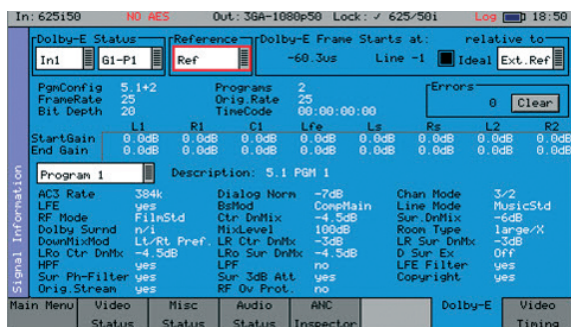 In: 625i50 NO AES Out: 3GA-1080p50 Lock: ✓ 625/50i Log 18:50
Dolby-E Status Reference Dolby-E Frame Starts at: relative to
In1 G1-P1 Ref -60.3us Line -1 Ideal Ext.Ref
PgmConfig 5.1+2 Programs 2 Errors
FrameRate 25 Orig.Rate 25 0 Clear
Bit Depth 20 TimeCode 00:00:00:00
L1 R1 C1 Lfe Ls Rs L2 R2
StartGain 0.0dB 0.0dB 0.0dB 0.0dB 0.0dB 0.0dB 0.0dB 0.0dB
End Gain 0.0dB 0.0dB 0.0dB 0.0dB 0.0dB 0.0dB 0.0dB 0.0dB
Program 1 Description: 5.1 PGM 1
AC3 Rate 384k Dialog Norm -7dB Chan Mode 3/2
LFE yes BsMod CompMain Line Mode MusicStd
RF Mode FilmStd Ctr DnMix -4.5dB Sur.DnMix -6dB
Dolby Surnd n/i MixLevel 100dB Room Type large/X
DownMixMod Lt/Rt Pref. LR Ctr DnMx -3dB LR Sur DnMx -3dB
LRo Ctr DnMx -4.5dB LRo Sur DnMx -4.5dB D Sur Ex Off
HPF yes LPF no LFE Filter yes
Sur Ph-Filter yes Sur 3dB Att yes Copyright yes
Orig.Stream yes RF Ov Prot. no
Signal Information
Main Menu Video Status Misc Status Audio Status ANC Inspector Dolby-E Video Timing